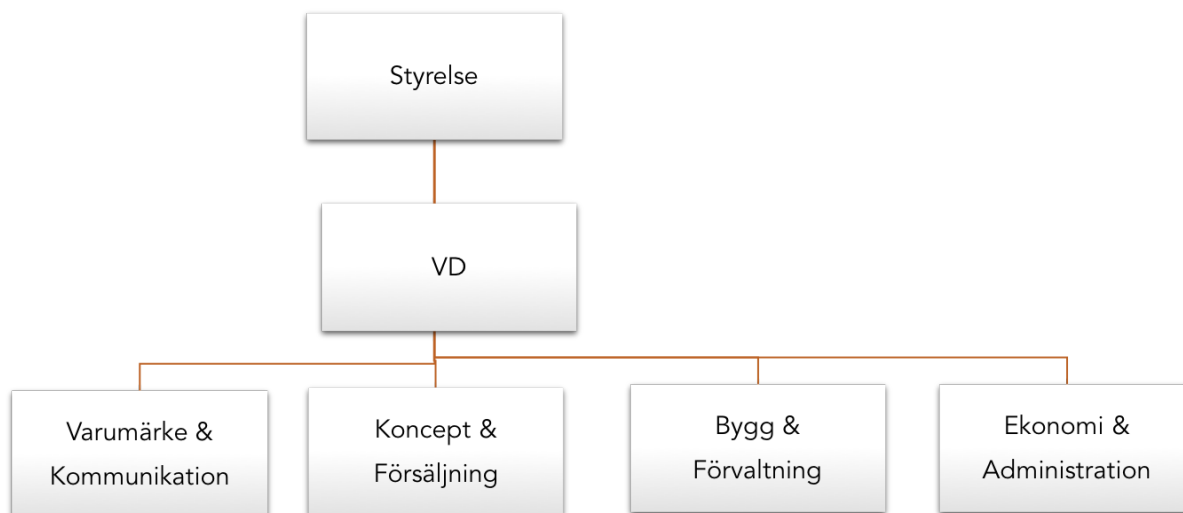 Styrelse
VD
Varumärke &
Kommunikation
Koncept &
Försäljning
Bygg &
Förvaltning
Ekonomi &
Administration